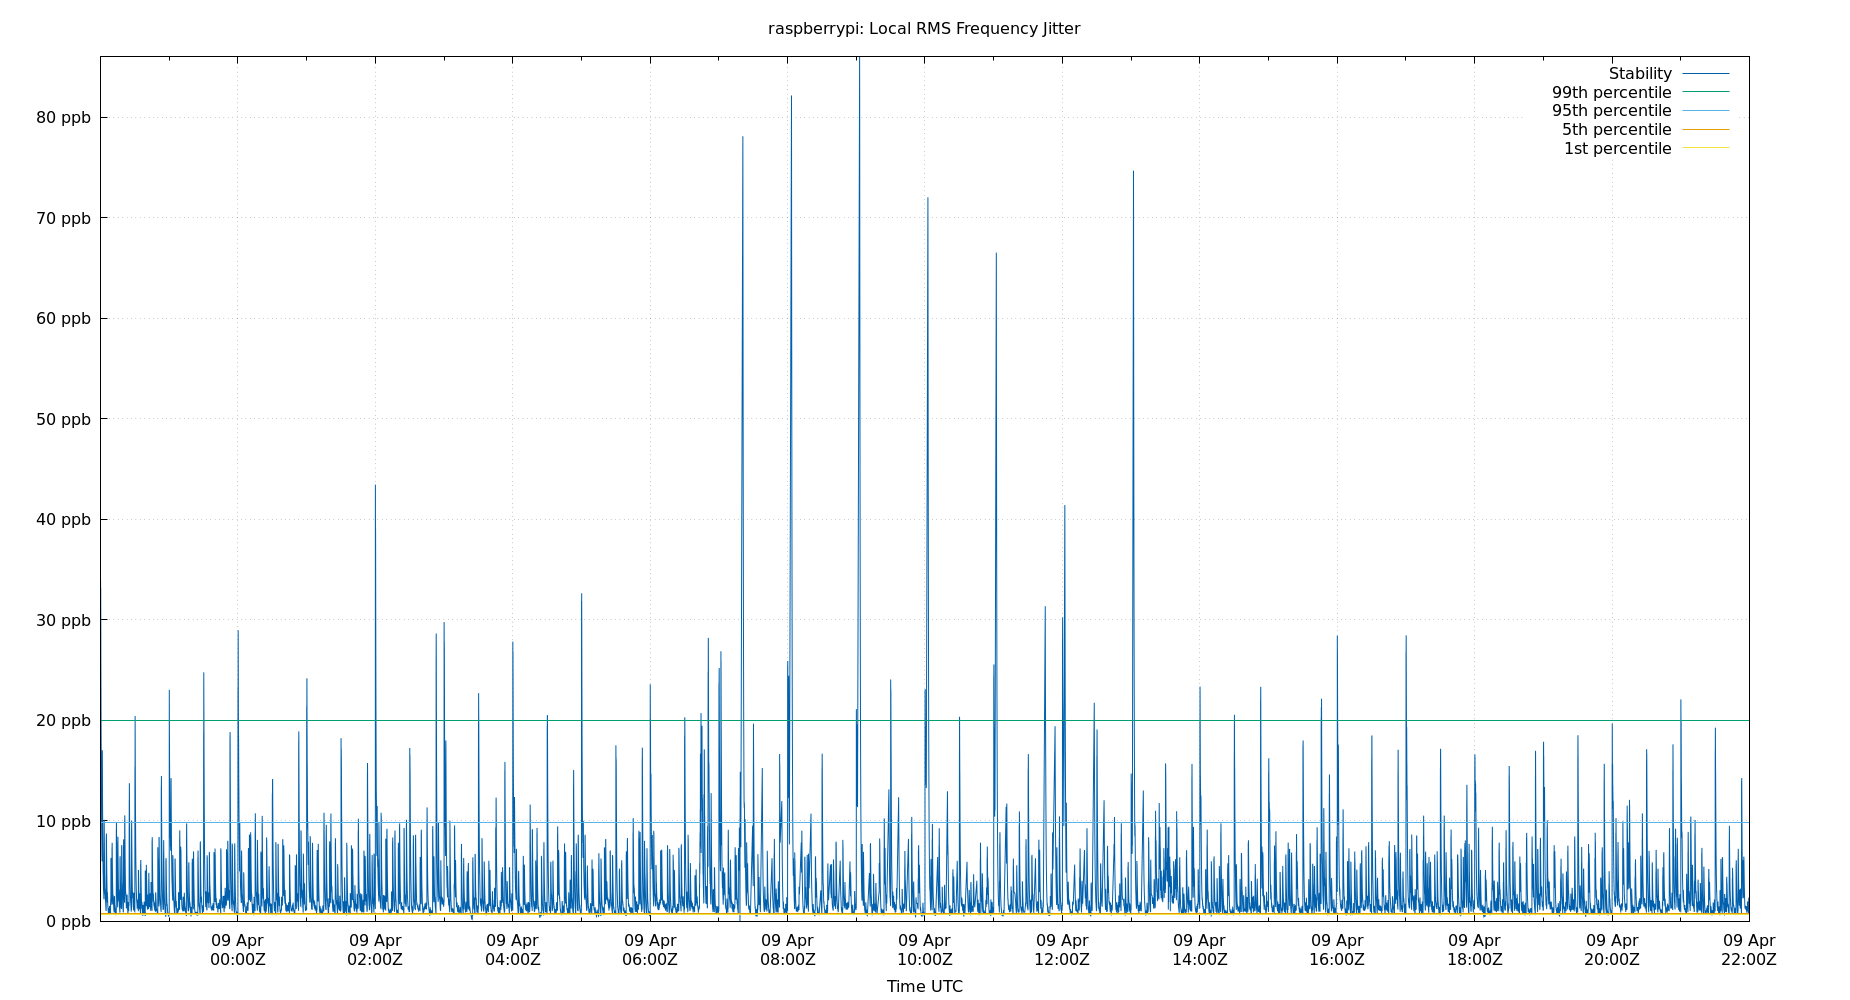 raspberrypi: Local RMS Frequency Jitter
Stability
99th percentile
95th percentile
5th percentile
1st percentile
80 ppb
70 ppb
60 ppb
50 ppb
40 ppb
30 ppb
20 ppb
10 ppb
0 ppb
09 Apr 09 Apr 09 Apr 09 Apr 09 Apr 09 Apr 09 Apr 09 Apr 09 Apr 09 Apr 09 Apr 09 Apr
00:00Z 02:00Z 04:00Z 06:00Z 08:00Z 10:00Z 12:00Z 14:00Z 16:00Z 18:00Z 20:00Z 22:00Z
Time UTC